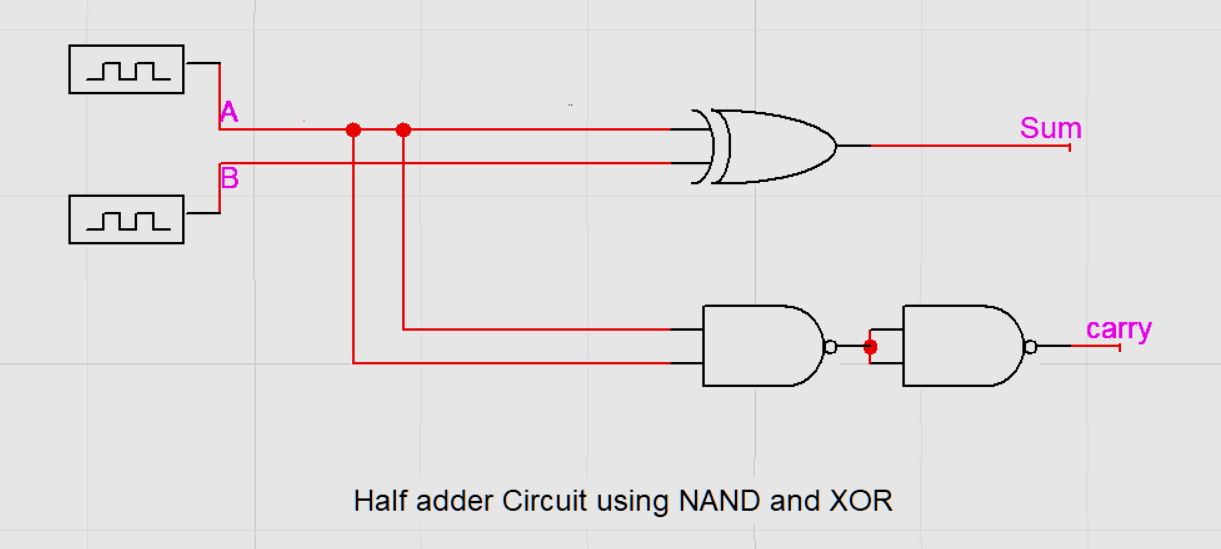 A
B
Sum
carry
Half adder Circuit using NAND and XOR